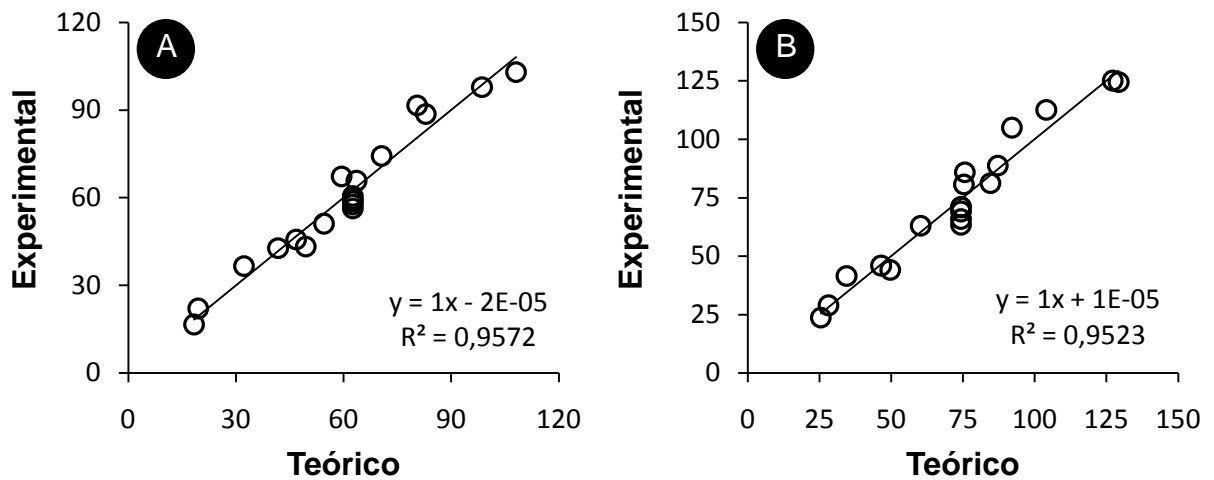 A
Experimental
120
90
60
30
0
y = 1x - 2E-05
R² = 0,9572
0 30 60 90 120
Teórico
B
Experimental
150
125
100
75
50
25
0
y = 1x + 1E-05
R² = 0,9523
0 25 50 75 100 125 150
Teórico